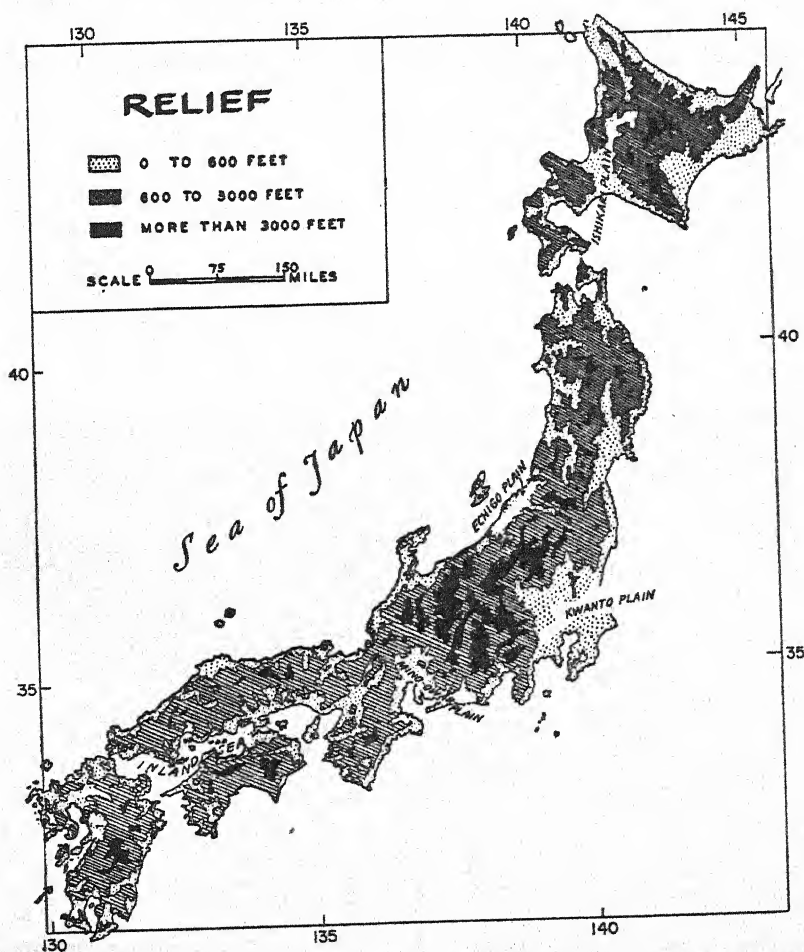 130 135 140 145
RELIEF
0 TO 600 FEET
600 TO 3000 FEET
MORE THAN 3000 FEET
SCALE 0 75 150 MILES
ISHIKARI PLAIN
40
40
Sea of Japan
ECHIGO PLAIN
KWANTO PLAIN
35
35
PLAIN
INLAND SEA
130 135 140